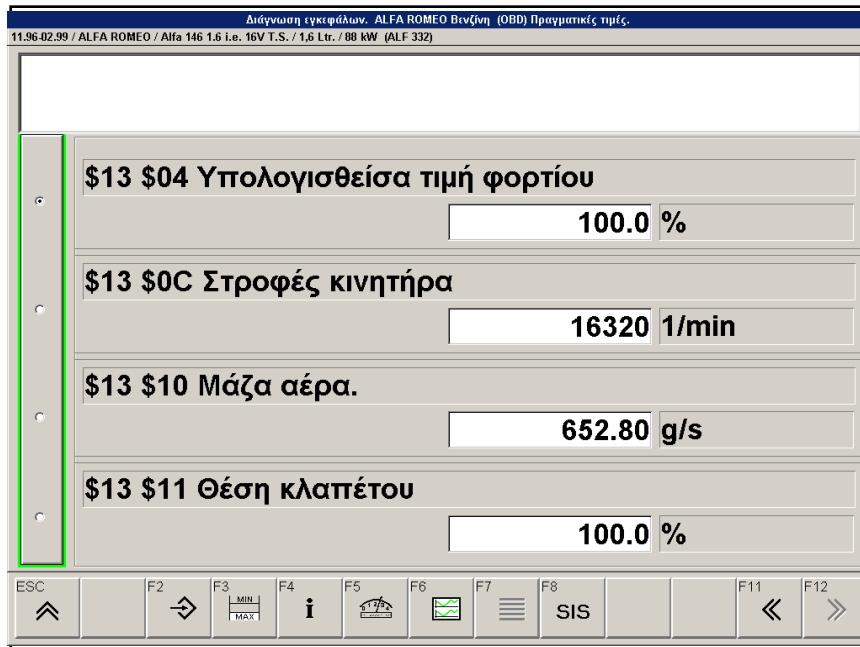 Διάγνωση εγκεφάλων. ALFA ROMEO Βενζίνη (OBD) Πραγματικές τιμές.
11.96-02.99 / ALFA ROMEO / Alfa 146 1.6 i.e. 16V T.S. / 1,6 Ltr. / 88 kW (ALF 332)
$13 $04 Υπολογισθείσα τιμή φορτίου
100.0 %
$13 $0C Στροφές κινητήρα
16320 1/min
$13 $10 Μάζα αέρα.
652.80 g/s
$13 $11 Θέση κλαπέτου
100.0 %
ESC F2 F3 F4 F5 F6 F7 F8 F11 F12
MIN
MAX
i
SIS